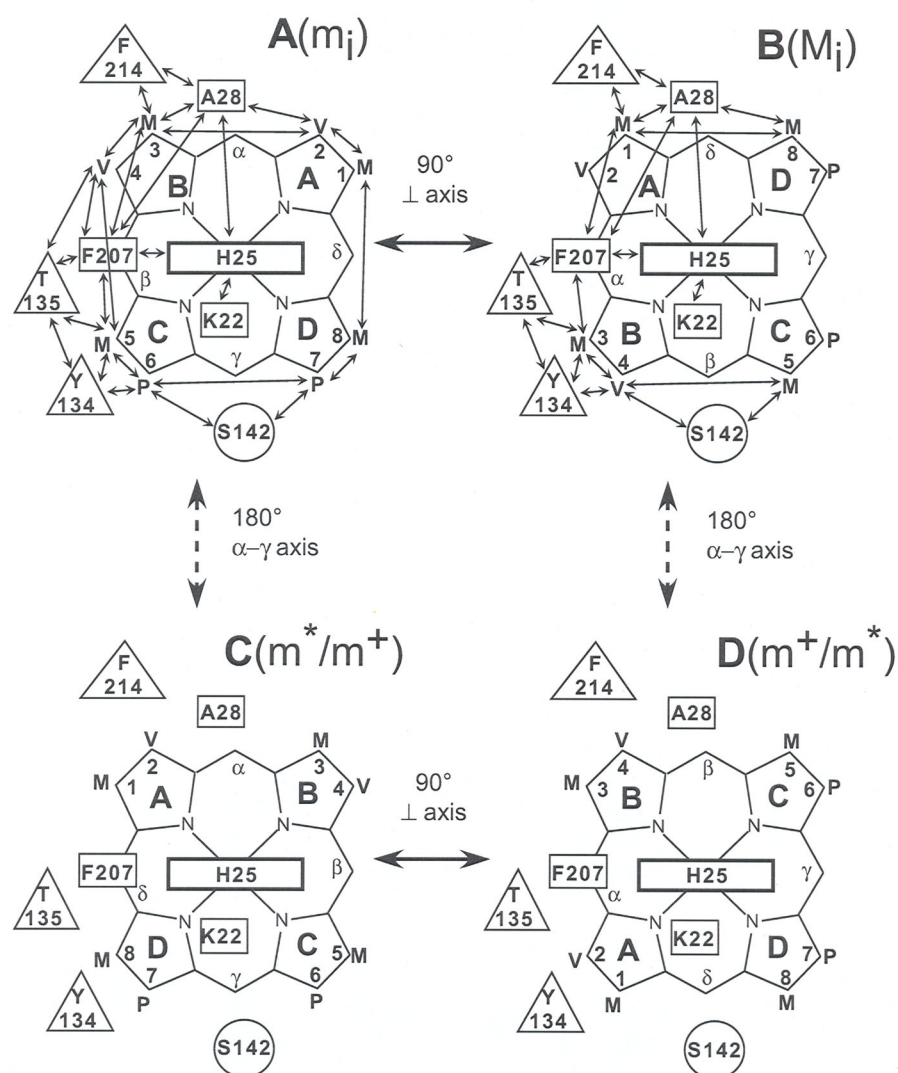 A(mi)
F
214
A28
M
V
3
α
2
V
4
B
A
1
M
N
N
F207
H25
δ
T
135
β
N
K22
N
M
5
C
D
8
M
6
γ
7
Y
134
P
P
S142
90°
⊥ axis
B(Mi)
F
214
A28
M
M
1
δ
8
V
2
A
D
7
P
N
N
F207
H25
γ
T
135
α
N
K22
N
M
3
B
C
6
P
4
β
5
Y
134
V
M
S142
180°
α–γ axis
180°
α–γ axis
C(m*/m+)
F
214
A28
V
M
2
α
3
M
1
A
B
4
V
N
N
F207
H25
β
T
135
δ
N
K22
N
M
8
D
C
5
M
7
γ
6
Y
134
P
P
S142
90°
⊥ axis
D(m+/m*)
F
214
A28
V
M
4
β
5
M
3
B
C
6
P
N
N
F207
H25
γ
T
135
α
N
K22
N
V
2
A
D
7
P
1
δ
8
Y
134
M
M
S142